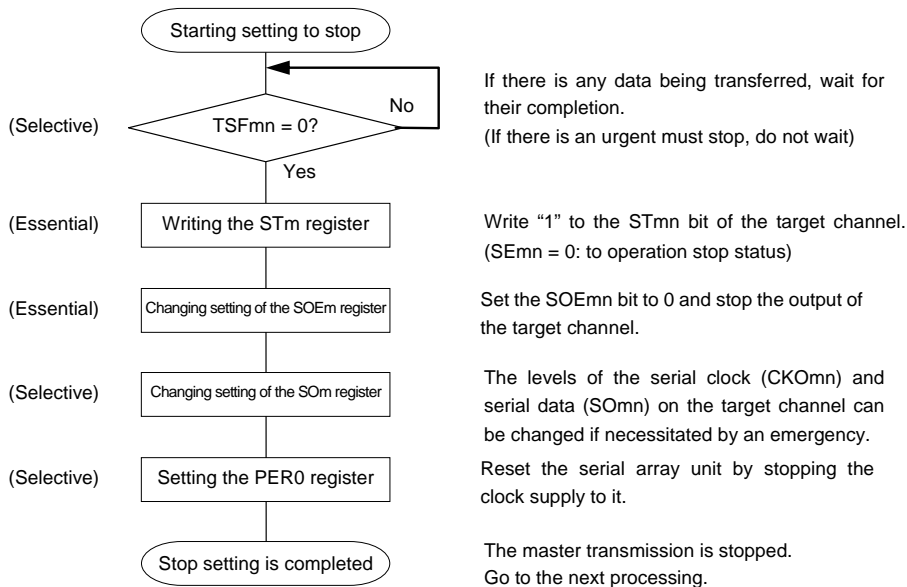 Starting setting to stop
(Selective)
TSFmn = 0?
No
Yes
If there is any data being transferred, wait for
their completion.
(If there is an urgent must stop, do not wait)
(Essential)
Writing the STm register
Write “1” to the STmn bit of the target channel.
(SEmn = 0: to operation stop status)
(Essential)
Changing setting of the SOEm register
Set the SOEmn bit to 0 and stop the output of
the target channel.
(Selective)
Changing setting of the SOm register
The levels of the serial clock (CKOmn) and
serial data (SOmn) on the target channel can
be changed if necessitated by an emergency.
(Selective)
Setting the PER0 register
Reset the serial array unit by stopping the
clock supply to it.
Stop setting is completed
The master transmission is stopped.
Go to the next processing.